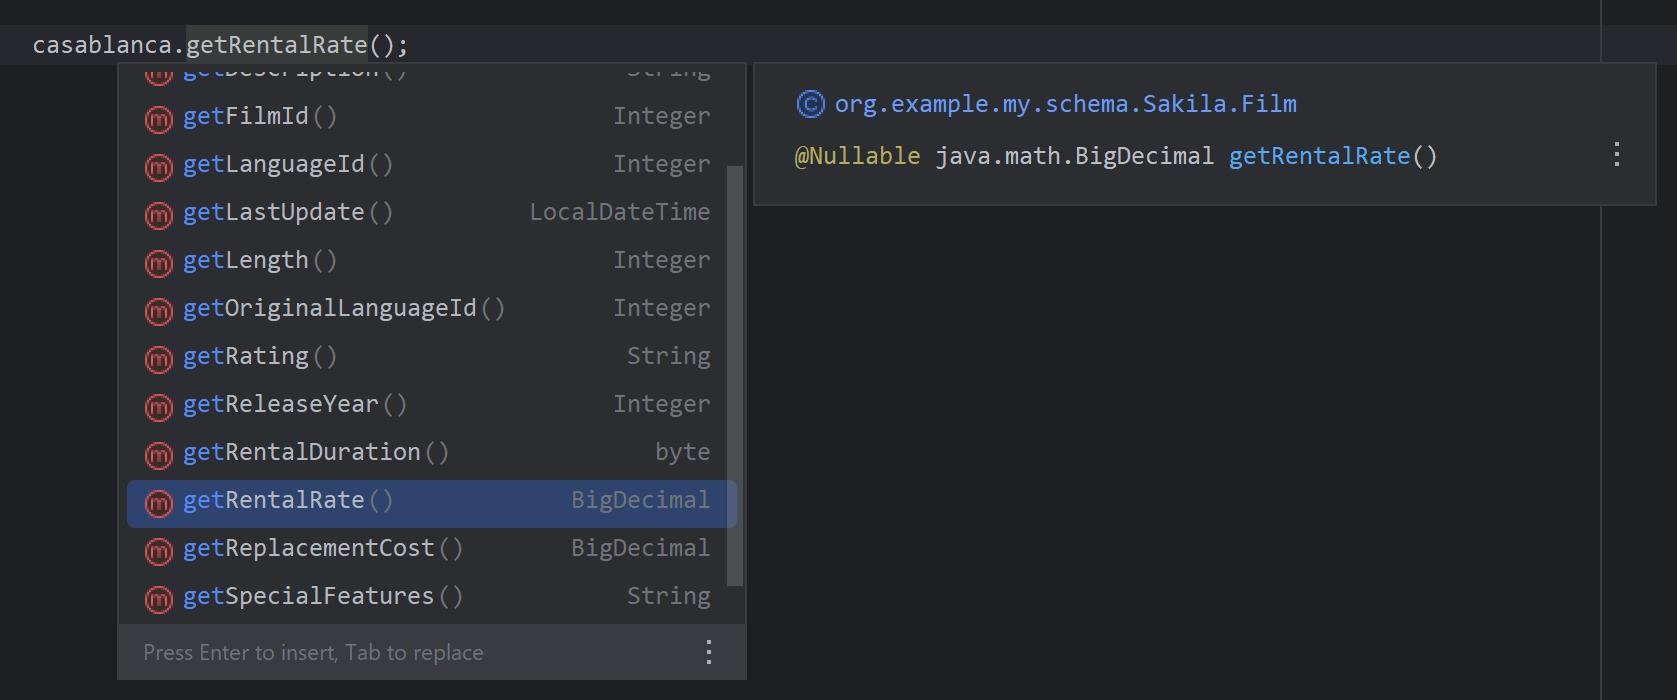 casablanca.getRentalRate();
getDescription() String
getFilmId() Integer
getLanguageId() Integer
getLastUpdate() LocalDateTime
getLength() Integer
getOriginalLanguageId() Integer
getRating() String
getReleaseYear() Integer
getRentalDuration() byte
getRentalRate() BigDecimal
getReplacementCost() BigDecimal
getSpecialFeatures() String
Press Enter to insert, Tab to replace
org.example.my.schema.Sakila.Film
@Nullable java.math.BigDecimal getRentalRate()